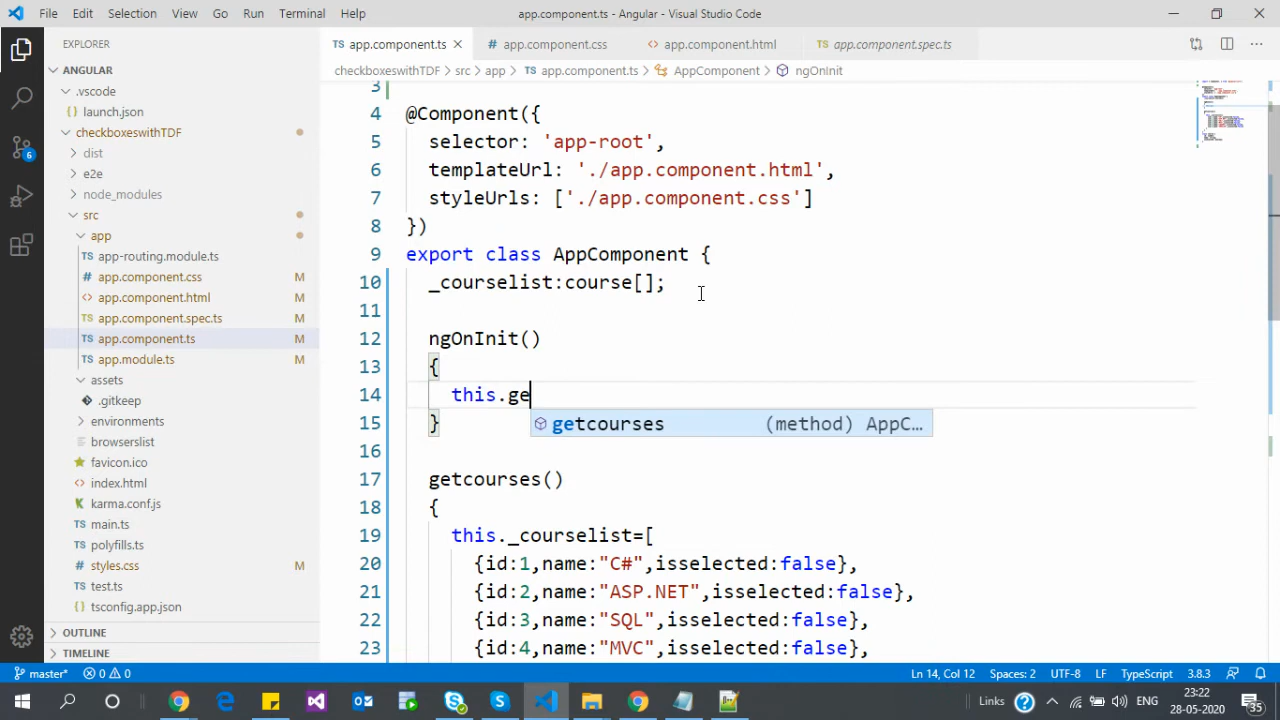 File Edit Selection View Go Run Terminal Help app.component.ts - Angular - Visual Studio Code
EXPLORER ... TS app.component.ts × # app.component.css <> app.component.html TS app.component.spec.ts ...
ANGULAR
checkboxeswithTDF > src > app > TS app.component.ts > AppComponent > ngOnInit
.vscode
launch.json
checkboxeswithTDF
dist
e2e
node_modules
src
app
app-routing.module.ts
app.component.css M
app.component.html M
app.component.spec.ts M
app.component.ts M
app.module.ts M
assets
.gitkeep
environments
browserslist
favicon.ico
index.html
karma.conf.js
main.ts
polyfills.ts
styles.css
test.ts
tsconfig.app.json
OUTLINE
TIMELINE
3
4 @Component({
5 selector: 'app-root',
6 templateUrl: './app.component.html',
7 styleUrls: ['./app.component.css']
8 })
9 export class AppComponent {
10 _courselist:course[];
11
12 ngOnInit()
13 {
14 this.ge
getcourses (method) AppC...
15 }
16
17 getcourses()
18 {
19 this._courselist=[
20 {id:1,name:"C#",isselected:false},
21 {id:2,name:"ASP.NET",isselected:false},
22 {id:3,name:"SQL",isselected:false},
23 {id:4,name:"MVC",isselected:false},
6
master* 0 0 Ln 14, Col 12 Spaces: 2 UTF-8 LF TypeScript 3.8.3
Links ENG 23:22
28-05-2020 35